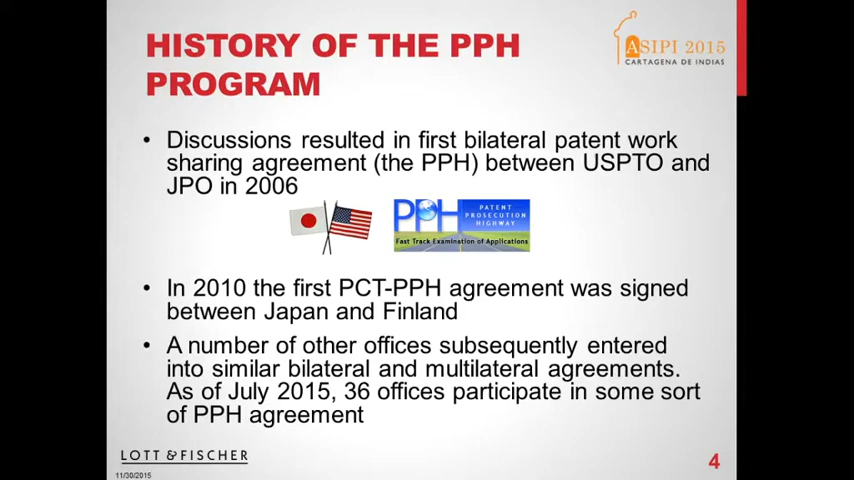 HISTORY OF THE PPH
PROGRAM
ASIPI 2015
CARTAGENA DE INDIAS
• Discussions resulted in first bilateral patent work
sharing agreement (the PPH) between USPTO and
JPO in 2006
PPH
PATENT
PROSECUTION
HIGHWAY
Fast Track Examination of Applications
• In 2010 the first PCT-PPH agreement was signed
between Japan and Finland
• A number of other offices subsequently entered
into similar bilateral and multilateral agreements.
As of July 2015, 36 offices participate in some sort
of PPH agreement
LOTT & FISCHER
4
11/30/2015